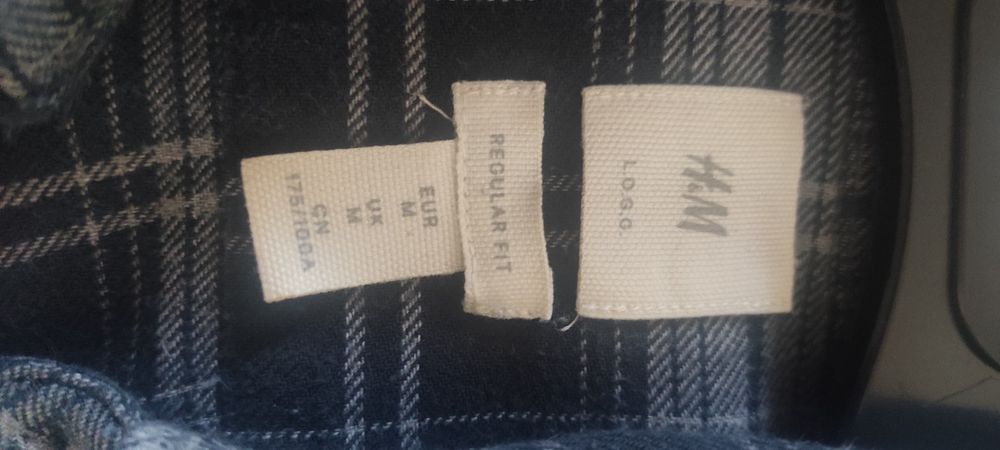 H&M
L.O.G.G.
REGULAR FIT
EUR
M
UK
M
CN
175/100A